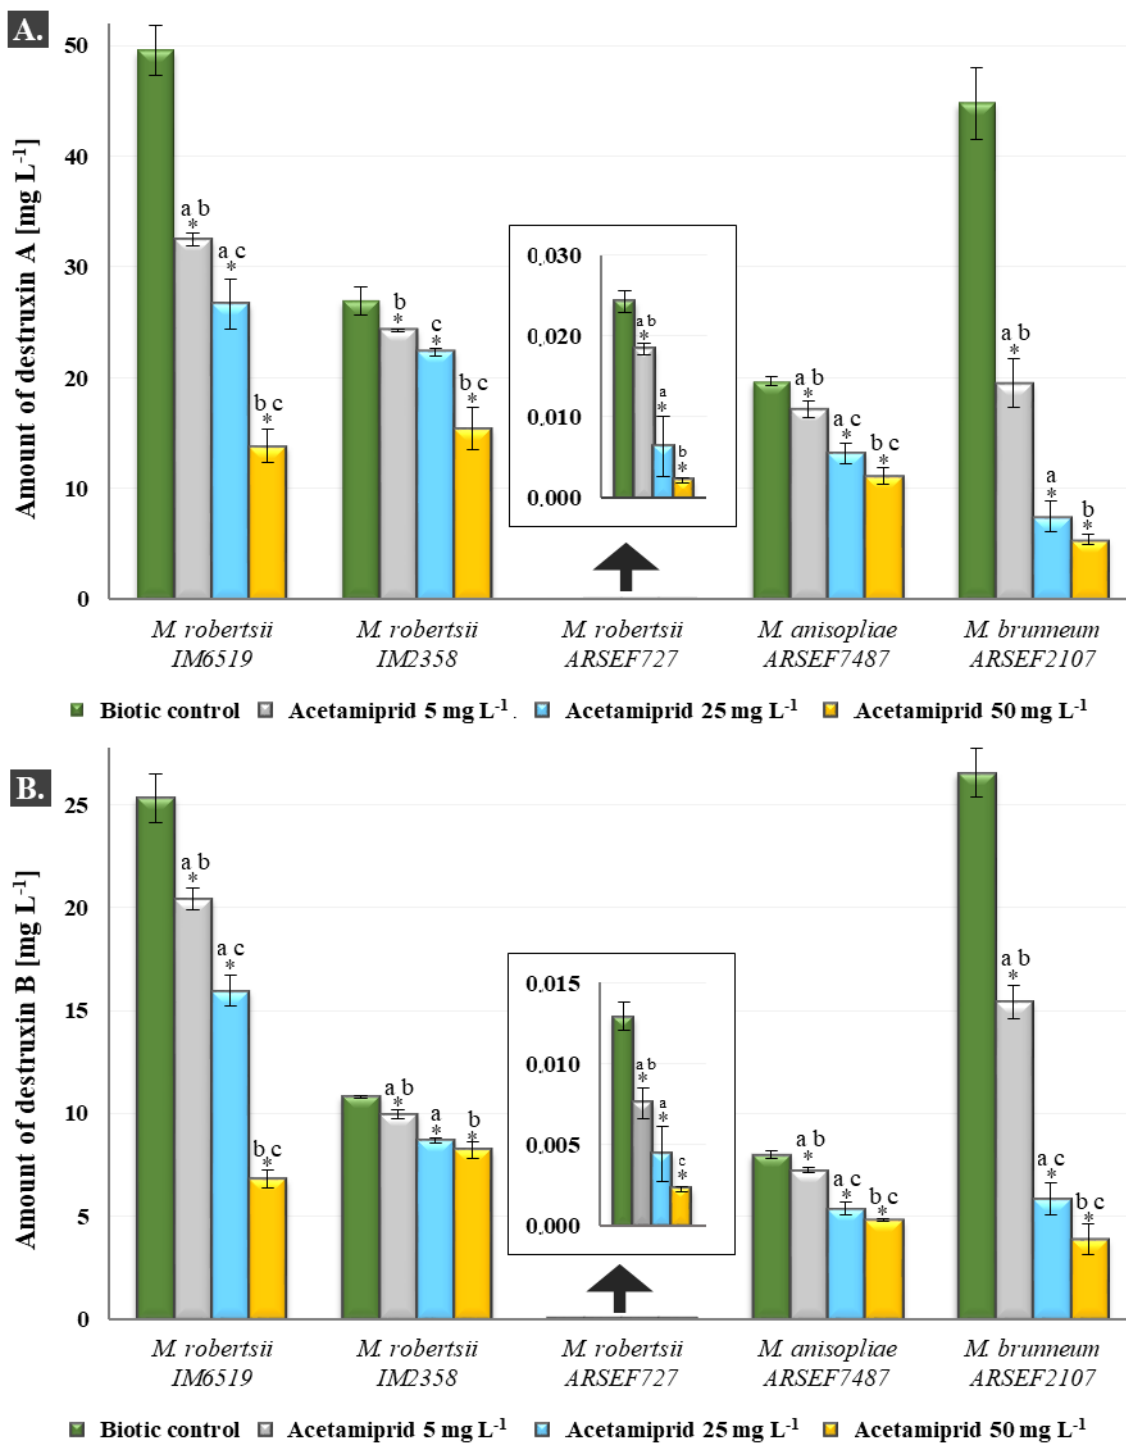 A.
Amount of destruxin A [mg L⁻¹]
50
40
30
20
10
0
a b
*
a c
*
b c
*
b
*
c
*
b c
*
0.030
0.020
0.010
0.000
a b
*
a
*
b
*
a b
*
a c
*
b c
*
a b
*
a
*
b
*
M. robertsii
IM6519
M. robertsii
IM2358
M. robertsii
ARSEF727
M. anisopliae
ARSEF7487
M. brunneum
ARSEF2107
Biotic control Acetamiprid 5 mg L⁻¹ . Acetamiprid 25 mg L⁻¹ Acetamiprid 50 mg L⁻¹
B.
Amount of destruxin B [mg L⁻¹]
25
20
15
10
5
0
a b
*
a c
*
b c
*
a b
*
a
*
b
*
0.015
0.010
0.005
0.000
a b
*
a
*
c
*
a b
*
a c
*
b c
*
a b
*
a c
*
b c
*
M. robertsii
IM6519
M. robertsii
IM2358
M. robertsii
ARSEF727
M. anisopliae
ARSEF7487
M. brunneum
ARSEF2107
Biotic control Acetamiprid 5 mg L⁻¹ Acetamiprid 25 mg L⁻¹ Acetamiprid 50 mg L⁻¹